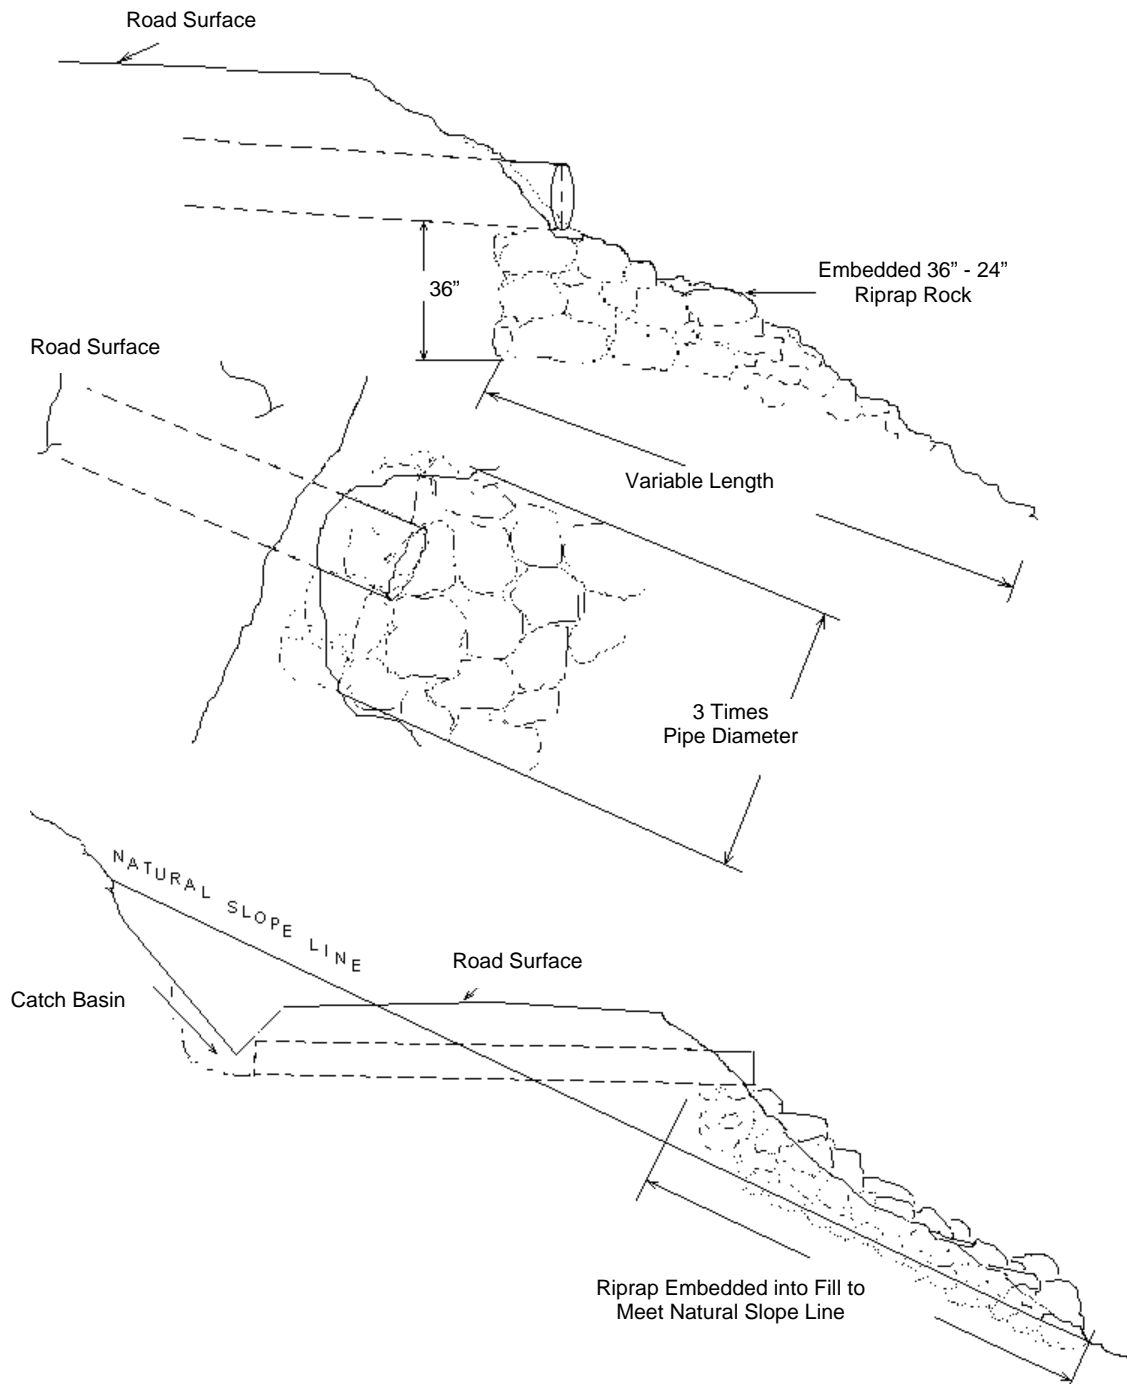 Road Surface
36”
Embedded 36” - 24”
Riprap Rock
Road Surface
Variable Length
3 Times
Pipe Diameter
NATURAL SLOPE LINE
Road Surface
Catch Basin
Riprap Embedded into Fill to
Meet Natural Slope Line